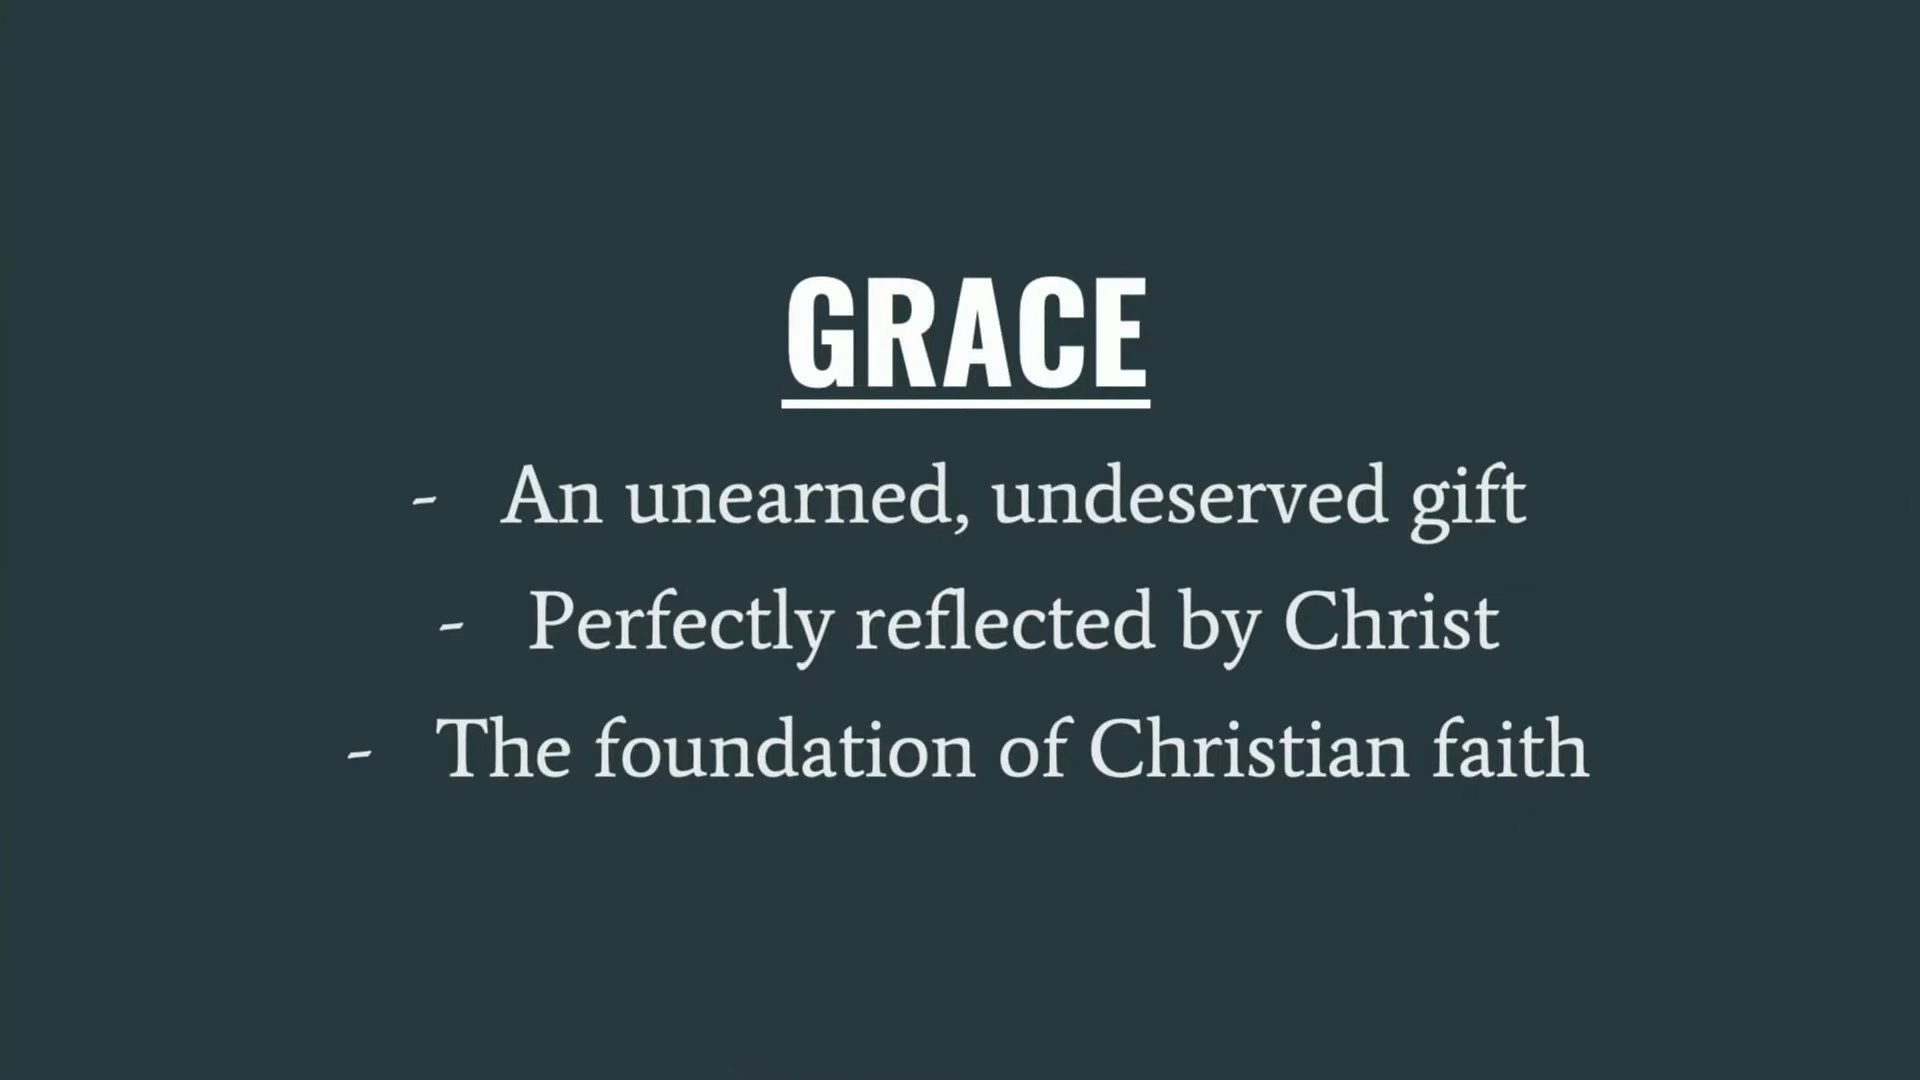 GRACE
- An unearned, undeserved gift
- Perfectly reflected by Christ
- The foundation of Christian faith